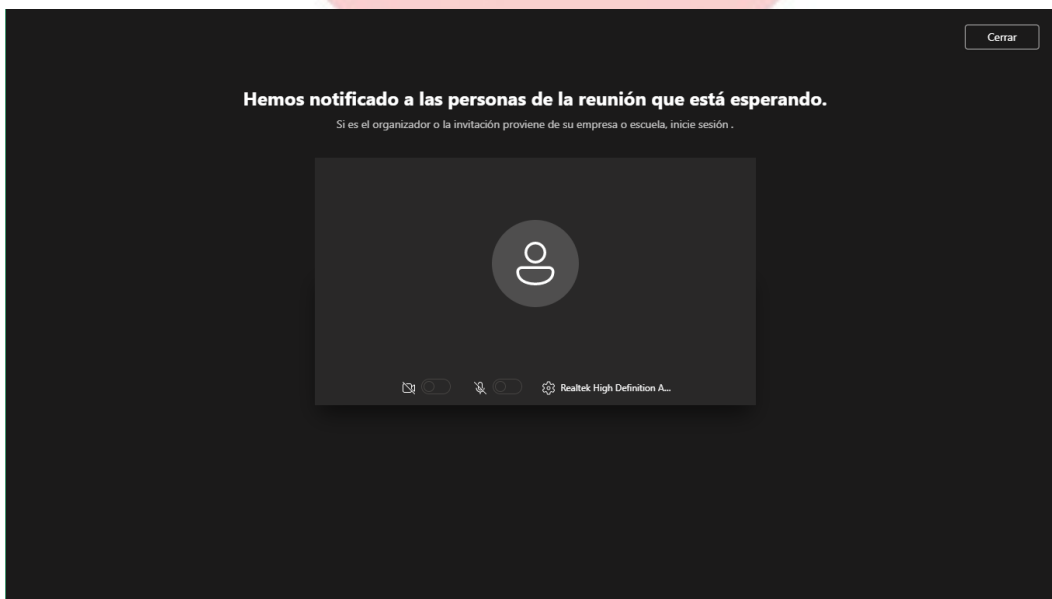 Cerrar
Hemos notificado a las personas de la reunión que está esperando.
Si es el organizador o la invitación proviene de su empresa o escuela, inicie sesión .
Realtek High Definition A...